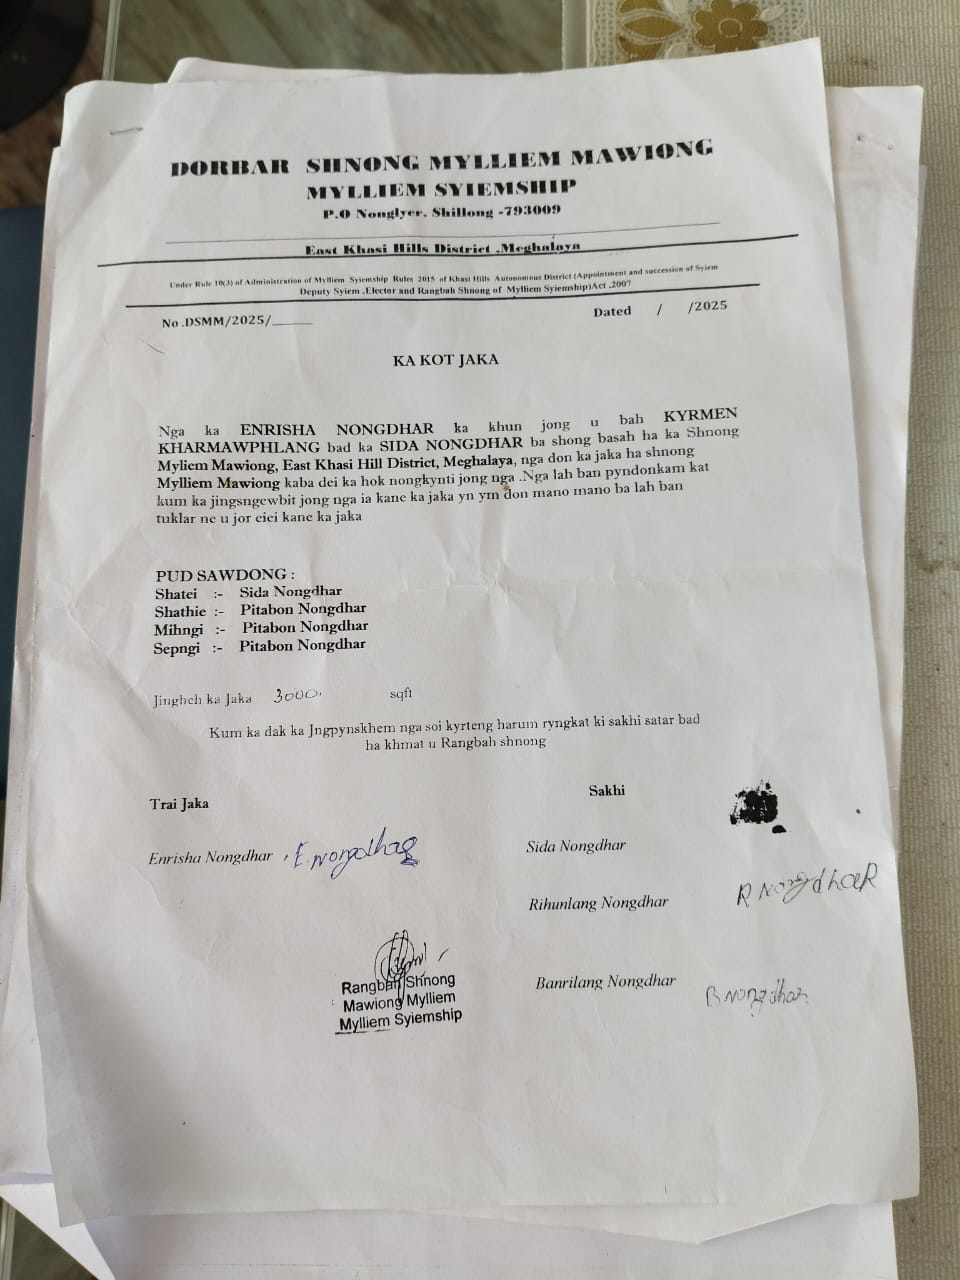 DORBAR SHNONG MYLLIEM MAWIONG
MYLLIEM SYIEMSHIP
P.O Nonglyer. Shillong -793009
East Khasi Hills District .Meghalaya
Under Rule 10(3) of Administration of Mylliem Syiemship Rules 2015 of Khasi Hills Autonomous District (Appointment and succession of Syiem
Deputy Syiem .Elector and Rangbah Shnong of Mylliem Syiemship)Act .2007
No .DSMM/2025/______
Dated / /2025
KA KOT JAKA
Nga ka ENRISHA NONGDHAR ka khun jong u bah KYRMEN
KHARMAWPHLANG bad ka SIDA NONGDHAR ba shong basah ha ka Shnong
Myliem Mawiong, East Khasi Hill District, Meghalaya, nga don ka jaka ha shnong
Mylliem Mawiong kaba dei ka hok nongkynti jong nga .Nga lah ban pyndonkam kat
kum ka jingsngewbit jong nga ia kane ka jaka yn ym don mano mano ba lah ban
tuklar ne u jor eiei kane ka jaka
PUD SAWDONG :
Shatei :- Sida Nongdhar
Shathie :- Pitabon Nongdhar
Mihngi :- Pitabon Nongdhar
Sepngi :- Pitabon Nongdhar
Jingheh ka Jaka 3000 sqft
Kum ka dak ka Jngpynskhem nga soi kyrteng harum ryngkat ki sakhi satar bad
ha khmat u Rangbah shnong
Trai Jaka
Sakhi
Enrisha Nongdhar E. Nongdhar
Sida Nongdhar
Rihunlang Nongdhar R NongdhaR
Banrilang Nongdhar B Nongdhar
Rangbah Shnong
Mawiong Mylliem
Mylliem Syiemship